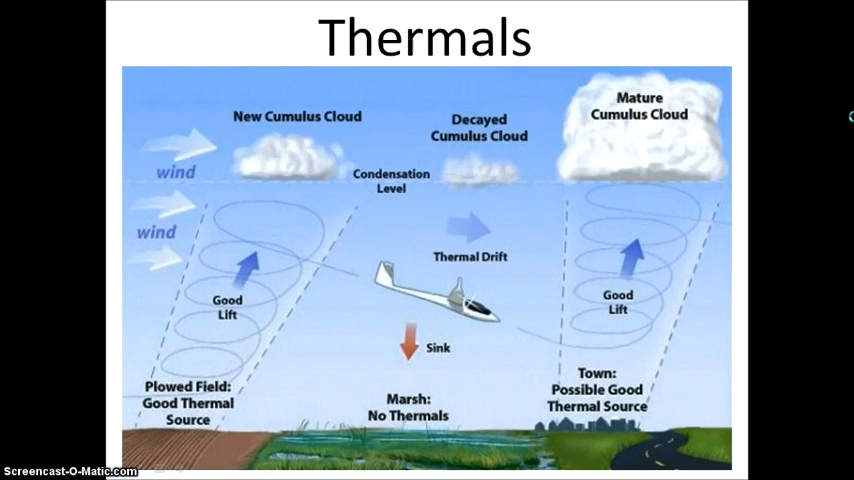 Thermals
New Cumulus Cloud
Decayed
Cumulus Cloud
Mature
Cumulus Cloud
wind
Condensation
Level
wind
Thermal Drift
Good
Lift
Good
Lift
Sink
Plowed Field:
Good Thermal
Source
Marsh:
No Thermals
Town:
Possible Good
Thermal Source
Screencast-O-Matic.com